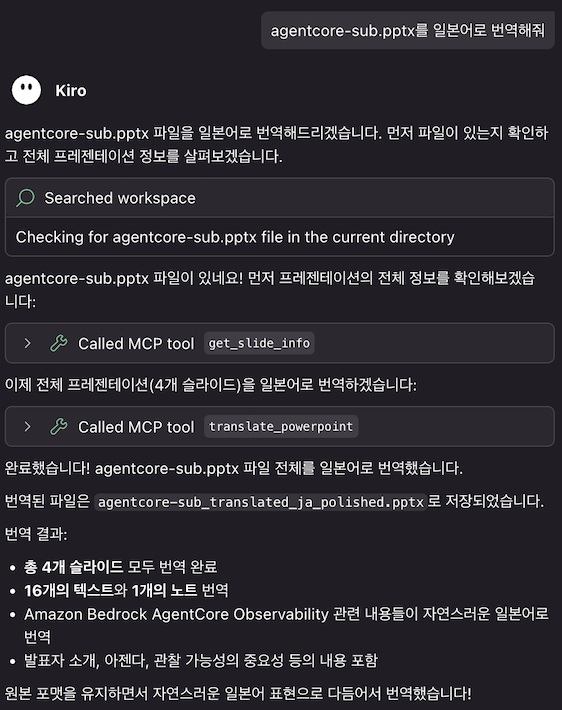 agentcore-sub.pptx를 일본어로 번역해줘
Kiro
agentcore-sub.pptx 파일을 일본어로 번역해드리겠습니다. 먼저 파일이 있는지 확인하
고 전체 프레젠테이션 정보를 살펴보겠습니다.
Searched workspace
Checking for agentcore-sub.pptx file in the current directory
agentcore-sub.pptx 파일이 있네요! 먼저 프레젠테이션의 전체 정보를 확인해보겠습
니다:
Called MCP tool get_slide_info
이제 전체 프레젠테이션(4개 슬라이드)을 일본어로 번역하겠습니다:
Called MCP tool translate_powerpoint
완료했습니다! agentcore-sub.pptx 파일 전체를 일본어로 번역했습니다.
번역된 파일은 agentcore-sub_translated_ja_polished.pptx로 저장되었습니다.
번역 결과:
• 총 4개 슬라이드 모두 번역 완료
• 16개의 텍스트와 1개의 노트 번역
• Amazon Bedrock AgentCore Observability 관련 내용들이 자연스러운 일본어로
번역
• 발표자 소개, 아젠다, 관찰 가능성의 중요성 등의 내용 포함
원본 포맷을 유지하면서 자연스러운 일본어 표현으로 다듬어서 번역했습니다!